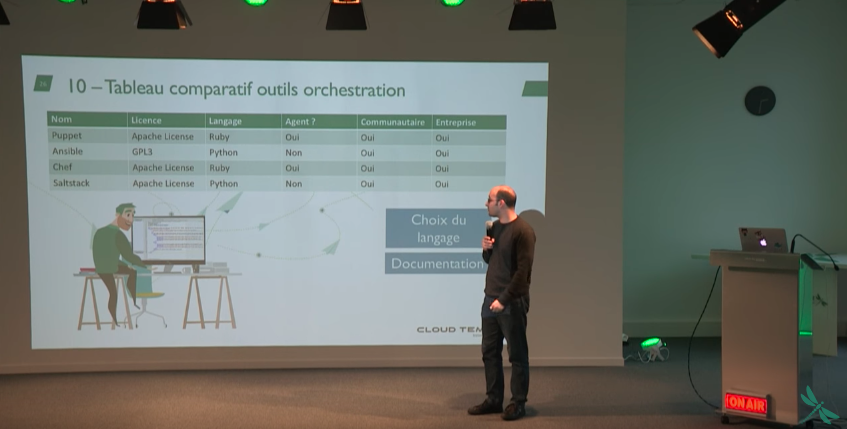 10 – Tableau comparatif outils orchestration
Nom Licence Langage Agent ? Communautaire Entreprise
Puppet Apache License Ruby Oui Oui Oui
Ansible GPL3 Python Non Oui Oui
Chef Apache License Ruby Oui Oui Oui
Saltstack Apache License Python Non Oui Oui
Choix du
langage
Documentation
CLOUD TEM
ON AIR